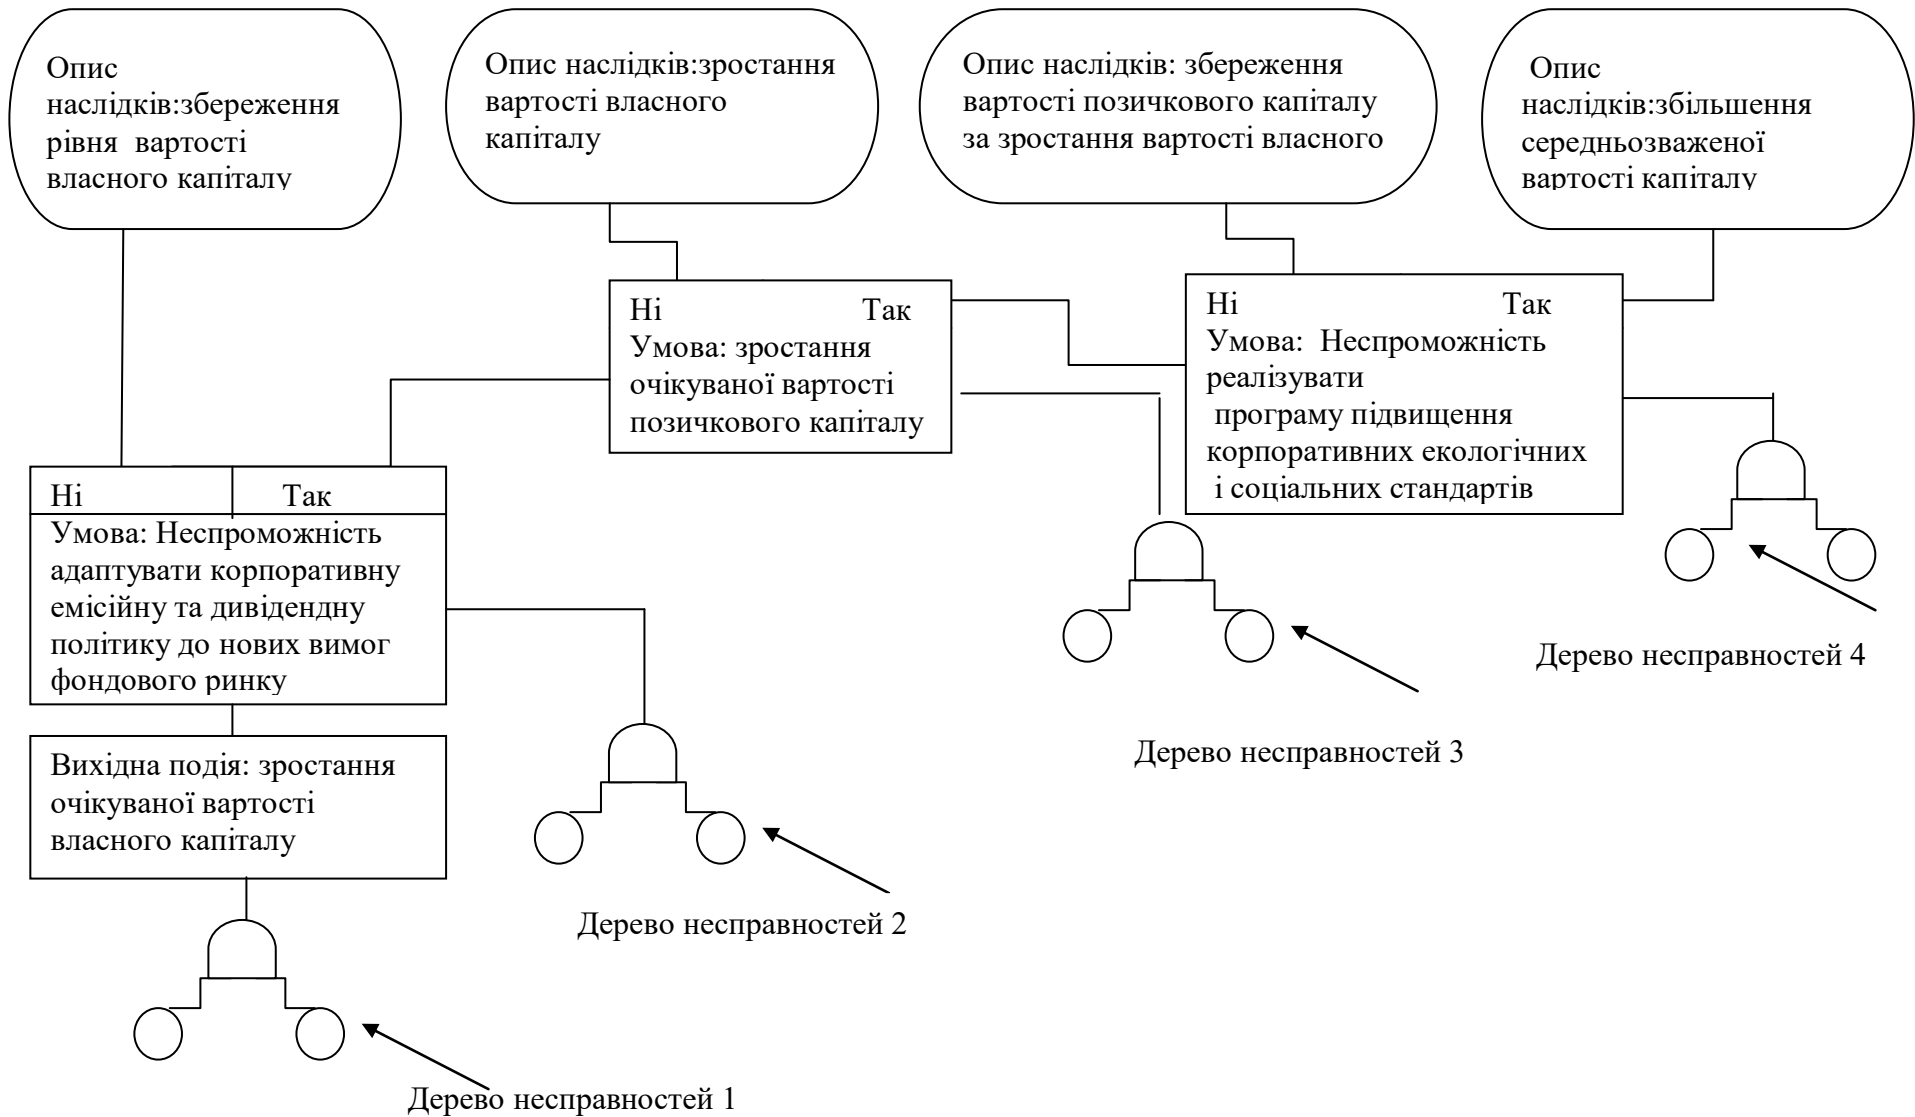 Опис
наслідків:збереження
рівня вартості
власного капіталу
Опис наслідків:зростання
вартості власного
капіталу
Опис наслідків: збереження
вартості позичкового капіталу
за зростання вартості власного
Опис
наслідків:збільшення
середньозваженої
вартості капіталу
Ні Так
Умова: зростання
очікуваної вартості
позичкового капіталу
Ні Так
Умова: Неспроможність
реалізувати
програму підвищення
корпоративних екологічних
і соціальних стандартів
Ні Так
Умова: Неспроможність
адаптувати корпоративну
емісійну та дивідендну
політику до нових вимог
фондового ринку
Дерево несправностей 4
Дерево несправностей 3
Вихідна подія: зростання
очікуваної вартості
власного капіталу
Дерево несправностей 2
Дерево несправностей 1